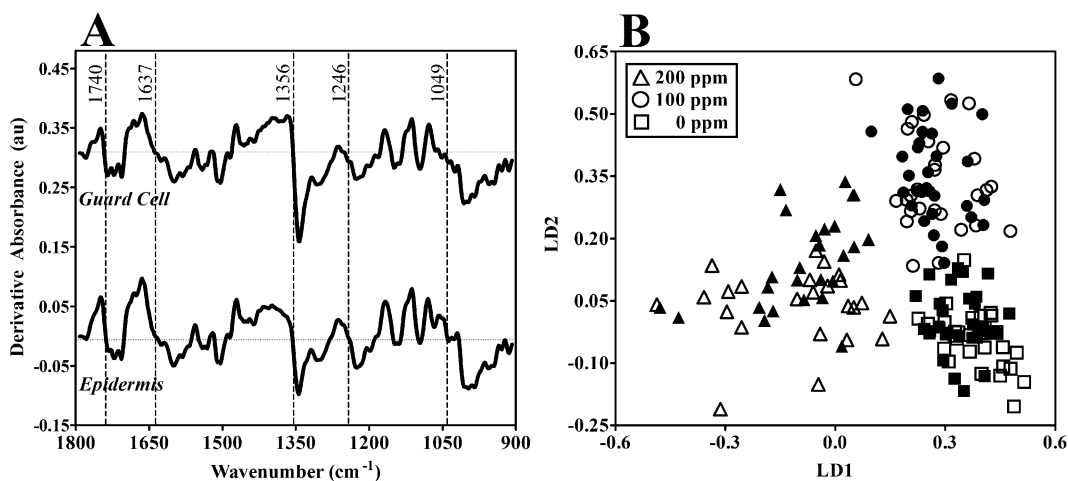 A
B
1740
1637
1356
1246
1049
0.45
0.35
0.25
0.15
0.05
-0.05
-0.15
Guard Cell
Epidermis
Derivative Absorbance (au)
1800
1650
1500
1350
1200
1050
900
Wavenumber (cm⁻¹)
200 ppm
100 ppm
0 ppm
0.65
0.50
0.35
0.20
0.05
-0.10
-0.25
LD2
-0.6
-0.3
0.0
0.3
0.6
LD1